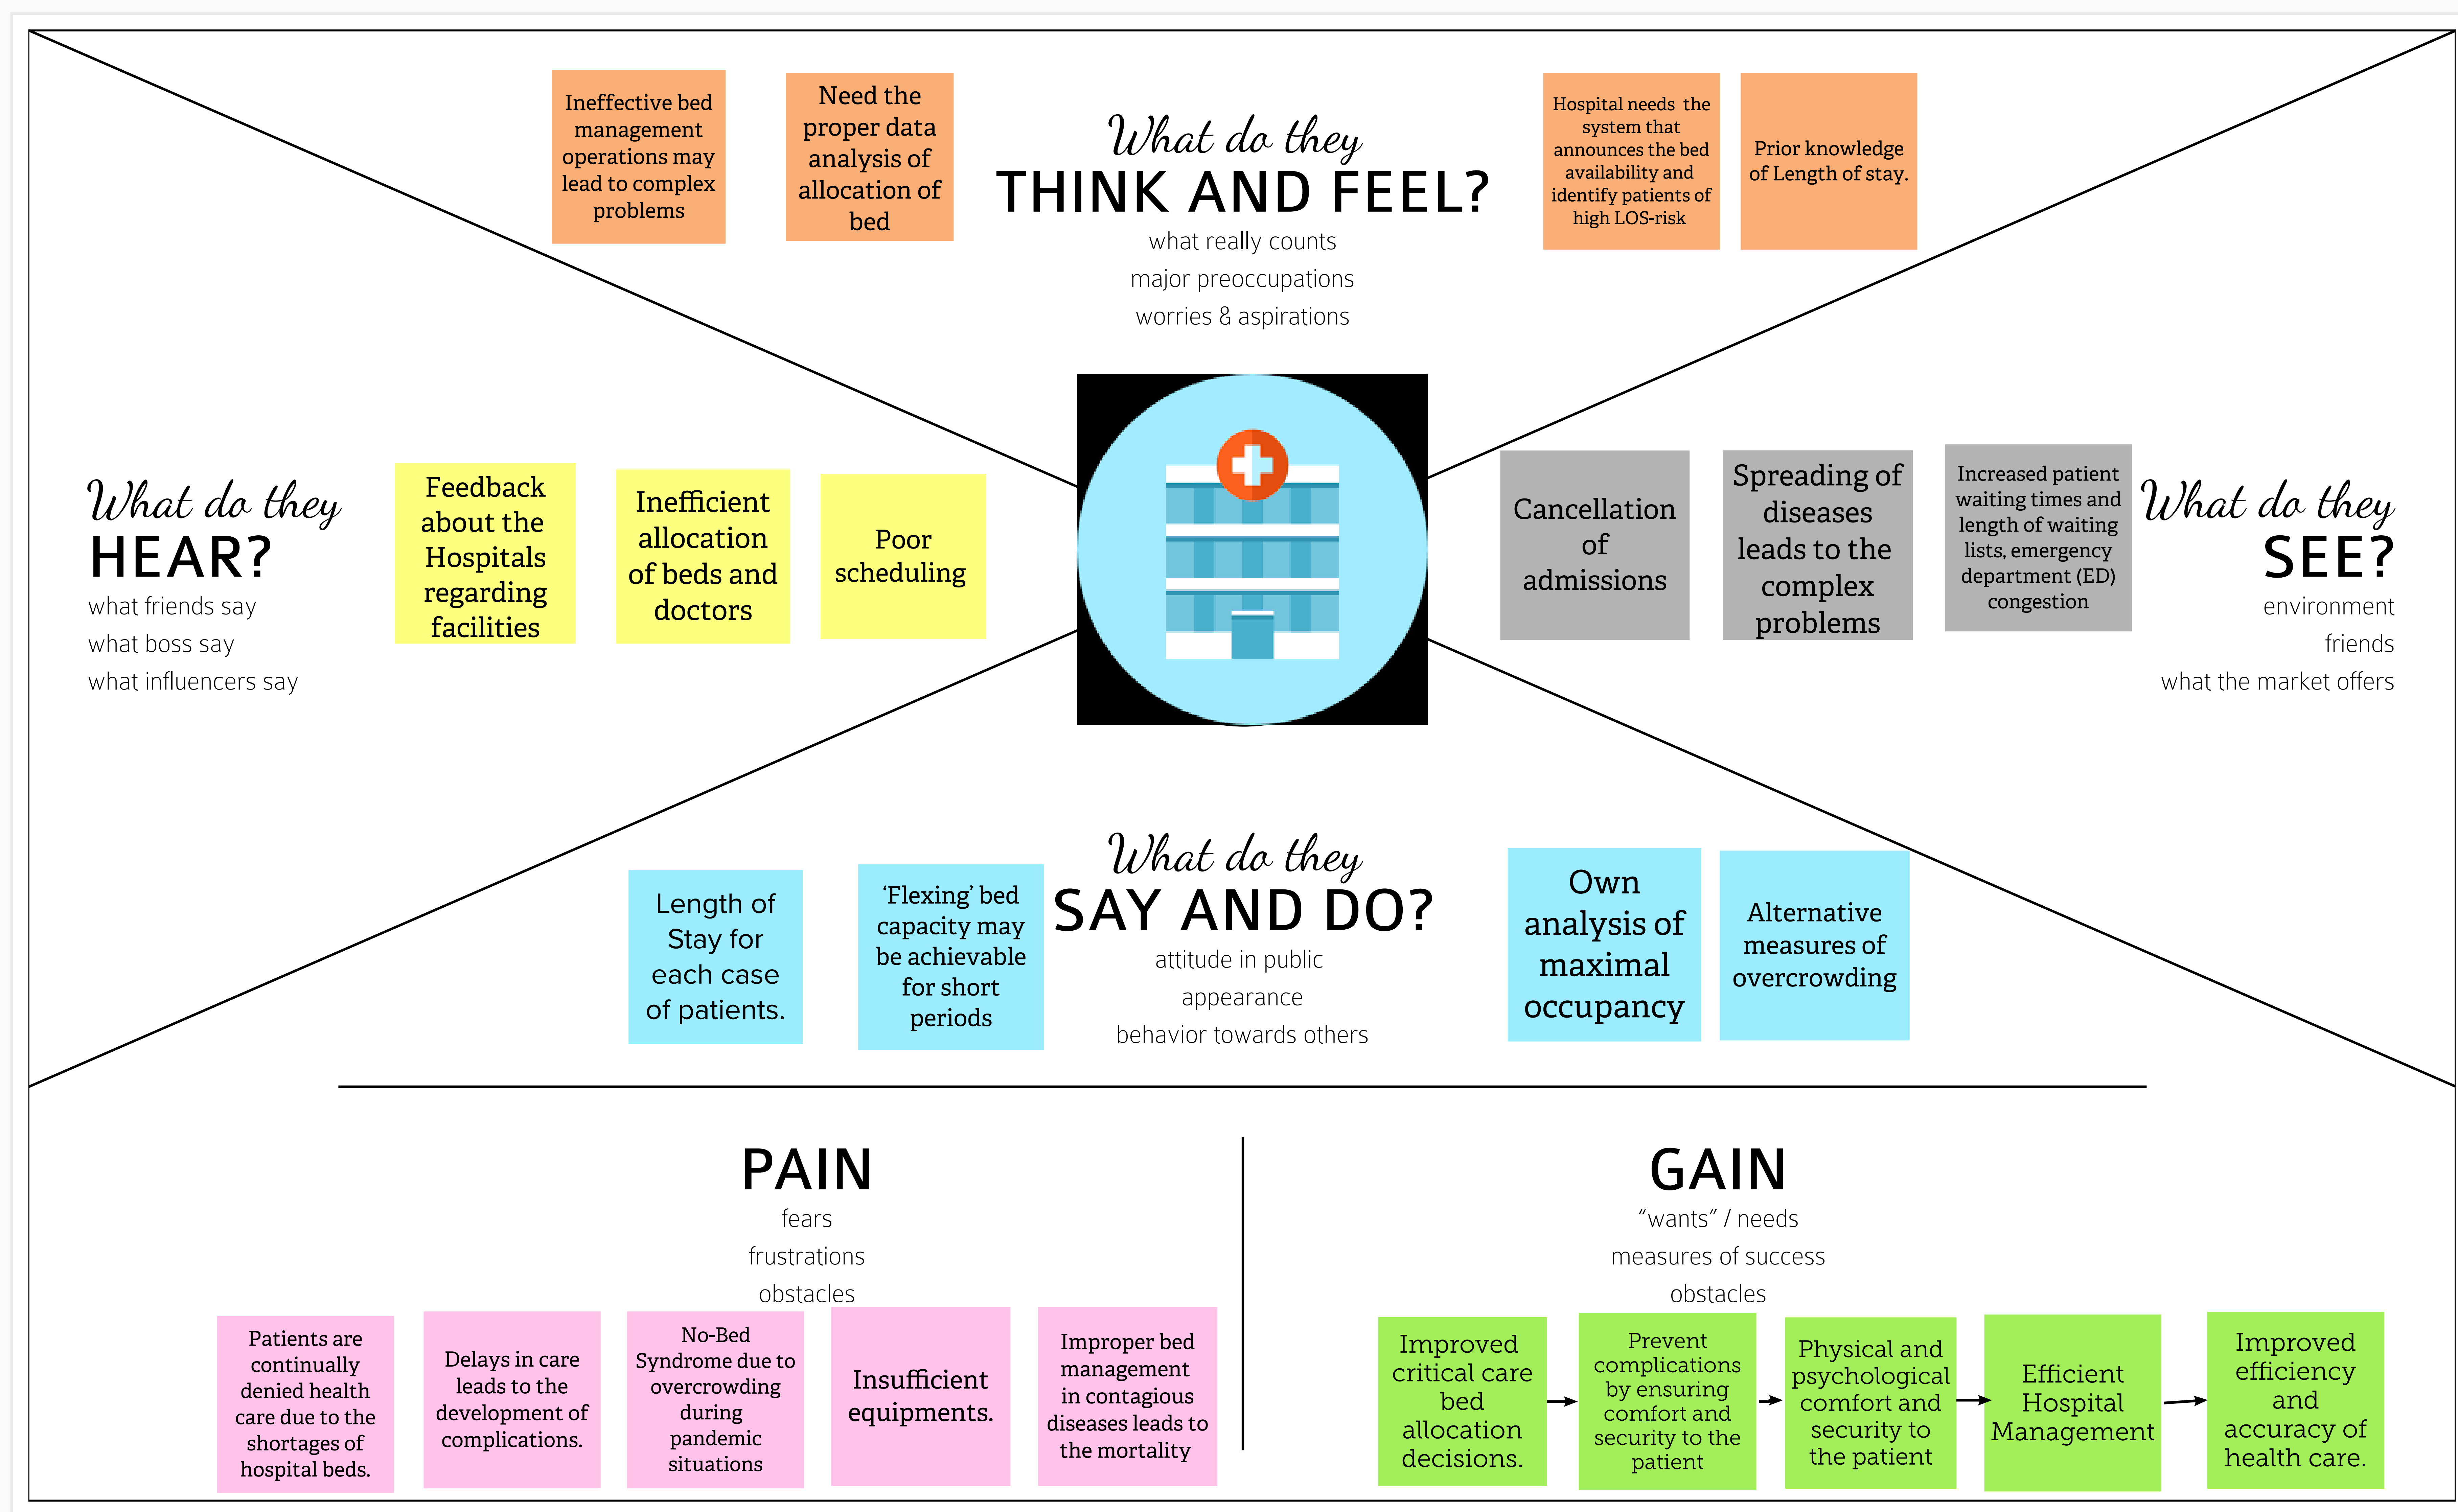 Ineffective bed
management
operations may
lead to complex
problems
Need the
proper data
analysis of
allocation of
bed
What do they
THINK AND FEEL?
what really counts
major preoccupations
worries & aspirations
Hospital needs  the
system that
announces the bed
availability and
identify patients of
high LOS-risk
Prior knowledge
of Length of stay.
What do they
HEAR?
what friends say
what boss say
what influencers say
Feedback
about the
Hospitals
regarding
facilities
Inefficient
allocation
of beds and
doctors
Poor
scheduling
Cancellation
of
admissions
Spreading of
diseases
leads to the
complex
problems
Increased patient
waiting times and
length of waiting
lists, emergency
department (ED)
congestion
What do they
SEE?
environment
friends
what the market offers
Length of
Stay for
each case
of patients.
‘Flexing’ bed
capacity may
be achievable
for short
periods
What do they
SAY AND DO?
attitude in public
appearance
behavior towards others
Own
analysis of
maximal
occupancy
Alternative
measures of
overcrowding
PAIN
fears
frustrations
obstacles
Patients are
continually
denied health
care due to the
shortages of
hospital beds.
Delays in care
leads to the
development of
complications.
No-Bed
Syndrome due to
overcrowding
during
pandemic
situations
Insufficient
equipments.
Improper bed
management
in contagious
diseases leads to
the mortality
GAIN
“wants” / needs
measures of success
obstacles
Improved
critical care
bed
allocation
decisions.
Prevent
complications
by ensuring
comfort and
security to the
patient
Physical and
psychological
comfort and
security to
the patient
Efficient
Hospital
Management
Improved
efficiency
and
accuracy of
health care.